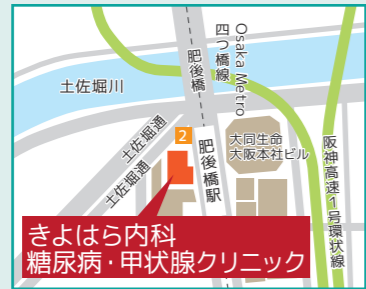 土佐堀川
肥後橋
四つ橋線
Osaka Metro
土佐堀通
土佐堀通
2
肥後橋駅
大同生命
大阪本社ビル
阪神高速1号環状線
きよはら内科
糖尿病・甲状腺クリニック